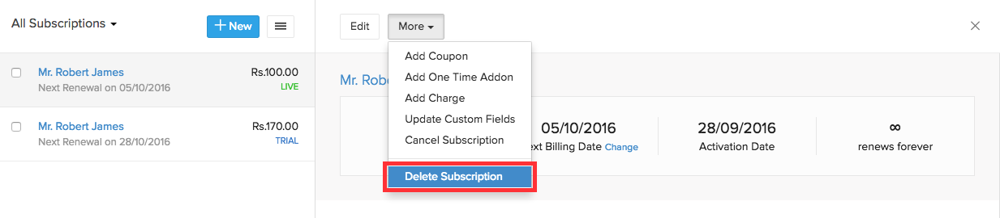 All Subscriptions
+ New
Edit
More
Mr. Robert James
Rs.100.00
Next Renewal on 05/10/2016
LIVE
Mr. Robert James
Rs.170.00
Next Renewal on 28/10/2016
TRIAL
Add Coupon
Add One Time Addon
Add Charge
Update Custom Fields
Cancel Subscription
Delete Subscription
Mr.
05/10/2016
Billing Date Change
28/09/2016
Activation Date
∞
renews forever